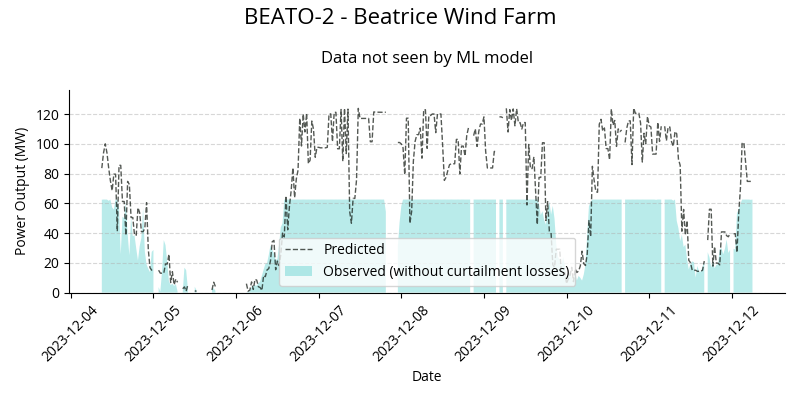 BEATO-2 - Beatrice Wind Farm
Data not seen by ML model
Power Output (MW)
120
100
80
60
40
20
0
Predicted
Observed (without curtailment losses)
2023-12-04
2023-12-05
2023-12-06
2023-12-07
2023-12-08
2023-12-09
2023-12-10
2023-12-11
2023-12-12
Date